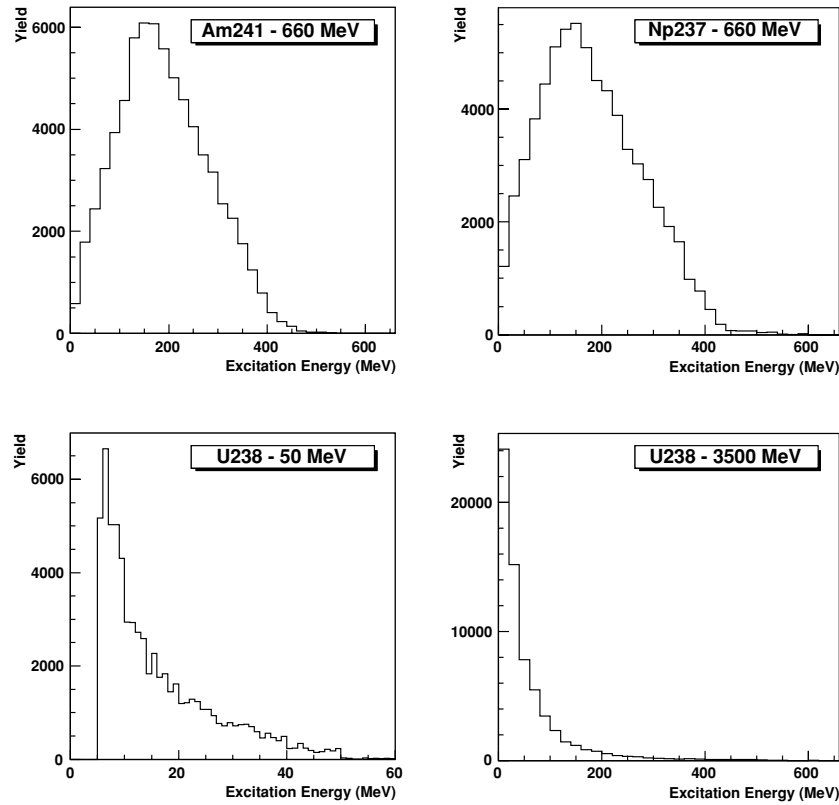 Yield
Am241 - 660 MeV
6000
4000
2000
0
0 200 400 600
Excitation Energy (MeV)
Yield
Np237 - 660 MeV
4000
2000
0
0 200 400 600
Excitation Energy (MeV)
Yield
U238 - 50 MeV
6000
4000
2000
0
0 20 40 60
Excitation Energy (MeV)
Yield
U238 - 3500 MeV
20000
10000
0
0 200 400 600
Excitation Energy (MeV)